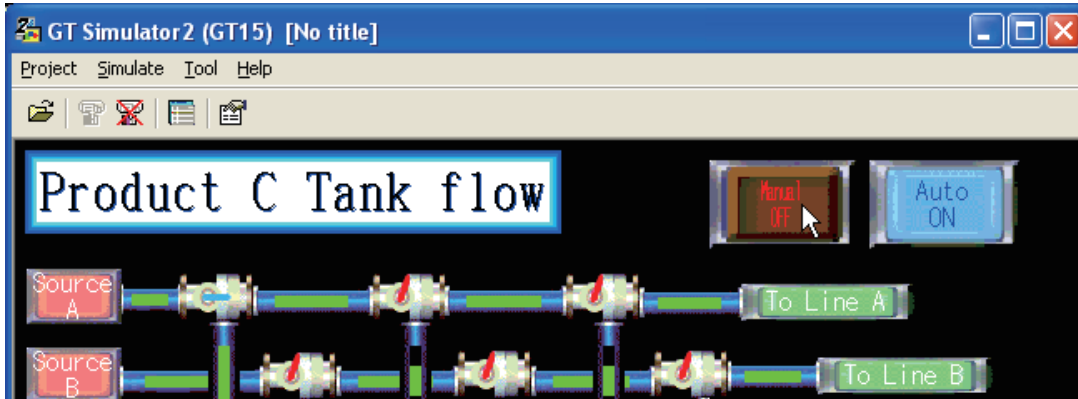 GT Simulator2 (GT15) [No title]
Project Simulate Tool Help
Product C Tank flow
Manual
OFF
Auto
ON
Source
A
To Line A
Source
B
To Line B